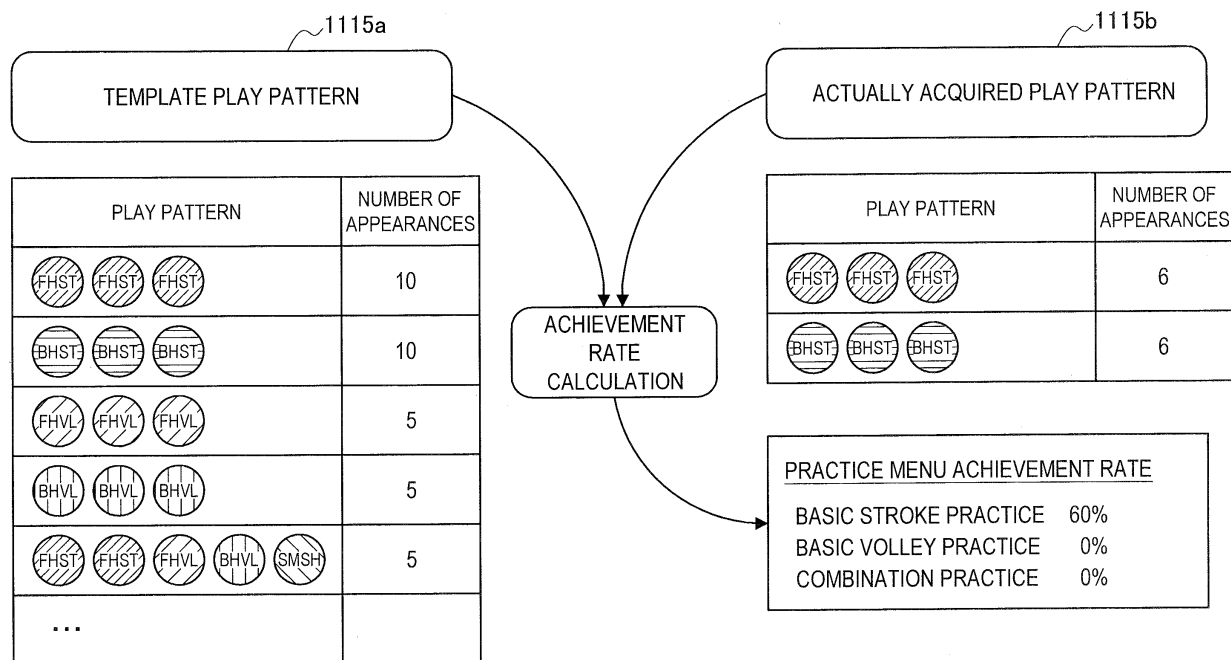 1115a
TEMPLATE PLAY PATTERN
PLAY PATTERN
NUMBER OF
APPEARANCES
FHST FHST FHST 10
BHST BHST BHST 10
FHVL FHVL FHVL 5
BHVL BHVL BHVL 5
FHST FHST FHVL BHVL SMSH 5
...
ACHIEVEMENT
RATE
CALCULATION
1115b
ACTUALLY ACQUIRED PLAY PATTERN
PLAY PATTERN
NUMBER OF
APPEARANCES
FHST FHST FHST 6
BHST BHST BHST 6
PRACTICE MENU ACHIEVEMENT RATE
BASIC STROKE PRACTICE 60%
BASIC VOLLEY PRACTICE 0%
COMBINATION PRACTICE 0%